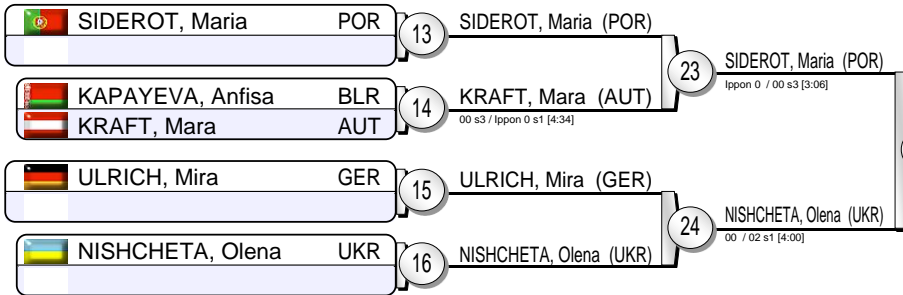 SIDEROT, Maria POR
13
SIDEROT, Maria (POR)
23
SIDEROT, Maria (POR)
Ippon 0 / 00 s3 [3:06]
KAPAYEVA, Anfisa BLR
KRAFT, Mara AUT
14
KRAFT, Mara (AUT)
00 s3 / Ippon 0 s1 [4:34]
ULRICH, Mira GER
15
ULRICH, Mira (GER)
24
NISHCHETA, Olena (UKR)
00 / 02 s1 [4:00]
NISHCHETA, Olena UKR
16
NISHCHETA, Olena (UKR)